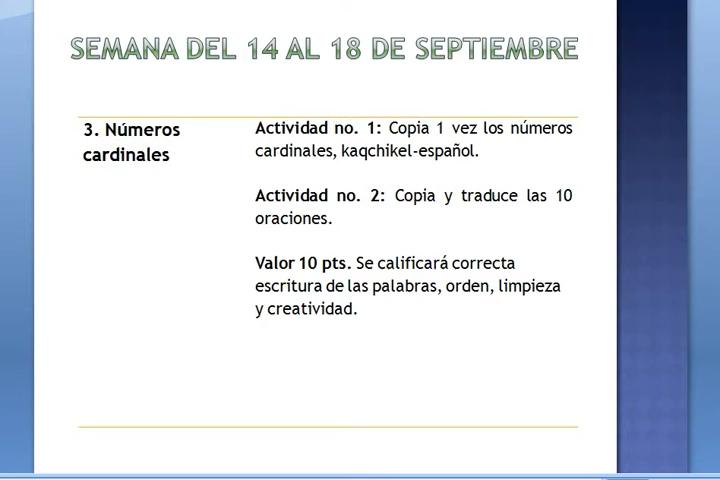 SEMANA DEL 14 AL 18 DE SEPTIEMBRE
3. Números
cardinales
Actividad no. 1: Copia 1 vez los números
cardinales, kaqchikel-español.
Actividad no. 2: Copia y traduce las 10
oraciones.
Valor 10 pts. Se calificará correcta
escritura de las palabras, orden, limpieza
y creatividad.